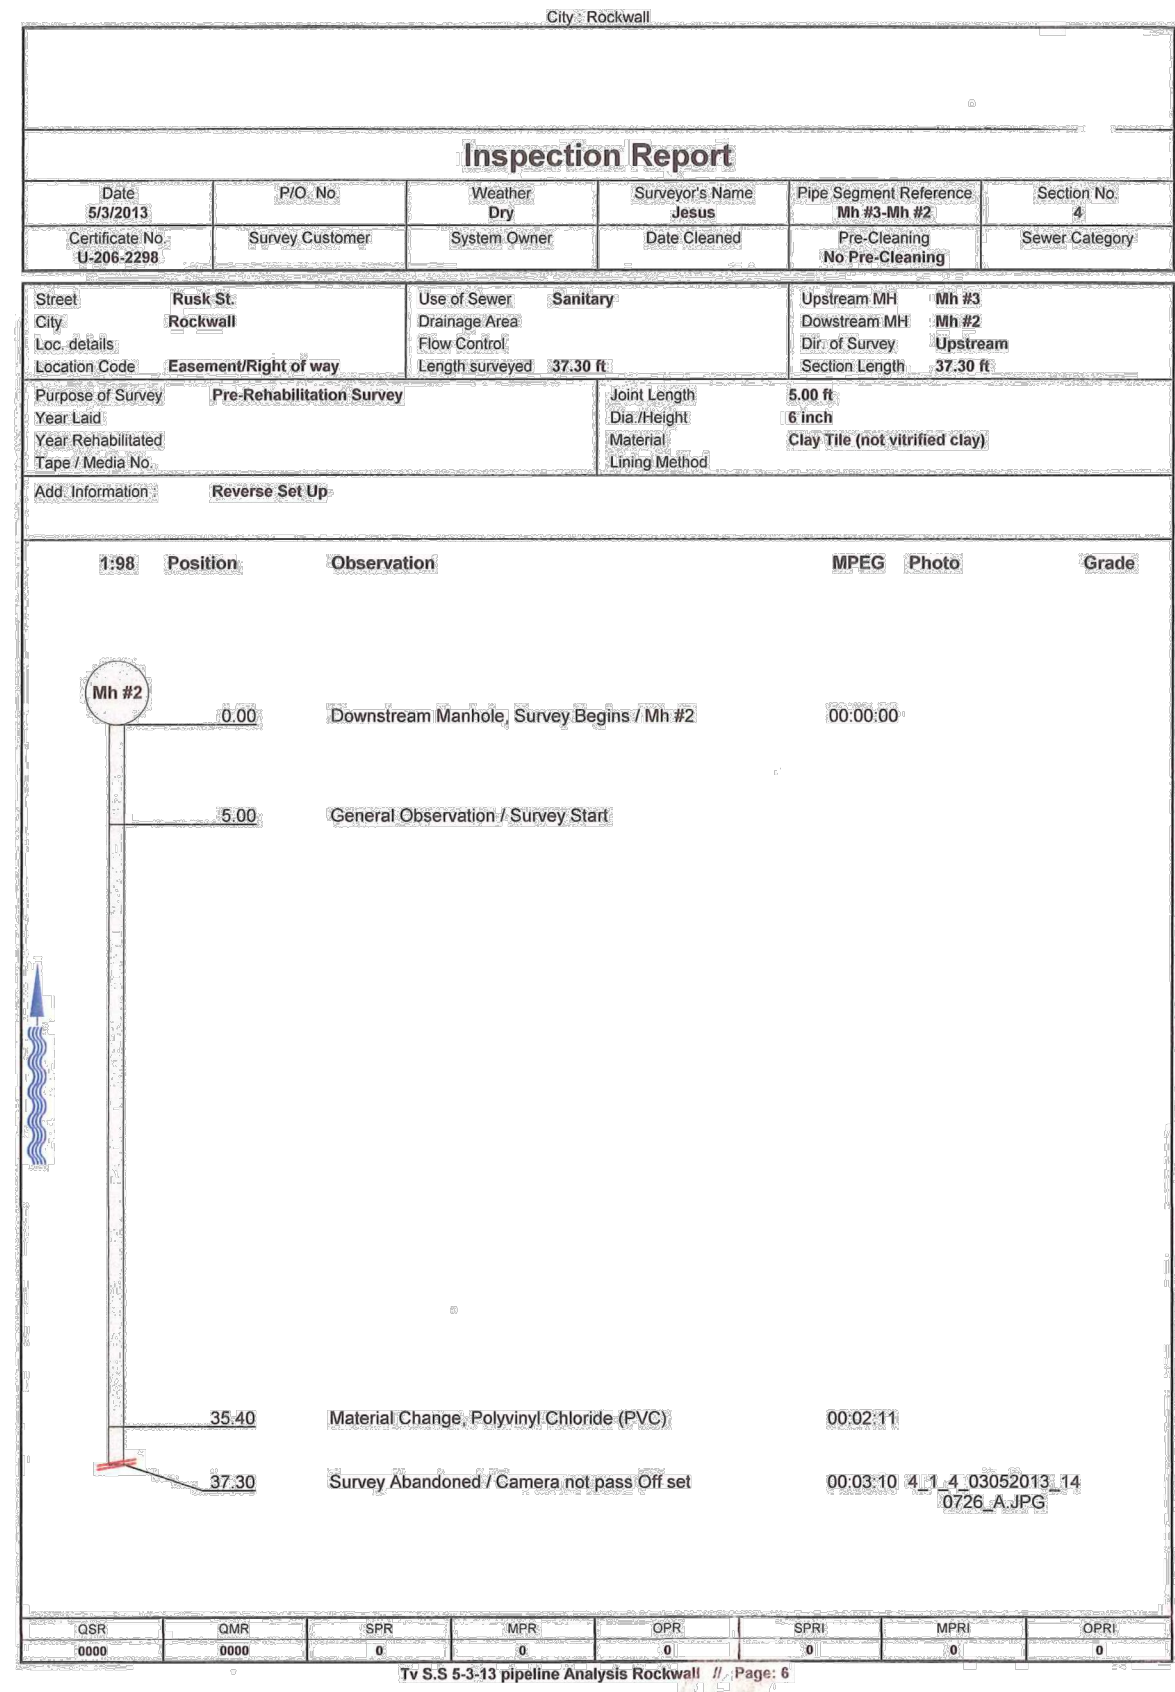 City : Rockwall
Inspection Report
Date P/O. No. Weather Surveyor's Name Pipe Segment Reference Section No.
5/3/2013 Dry Jesus Mh #3-Mh #2 4
Certificate No. Survey Customer System Owner Date Cleaned Pre-Cleaning Sewer Category
U-206-2298 No Pre-Cleaning
Street Rusk St. Use of Sewer Sanitary Upstream MH Mh #3
City Rockwall Drainage Area Dowstream MH Mh #2
Loc. details Flow Control Dir. of Survey Upstream
Location Code Easement/Right of way Length surveyed 37.30 ft Section Length 37.30 ft
Purpose of Survey Pre-Rehabilitation Survey Joint Length 5.00 ft
Year Laid Dia./Height 6 inch
Year Rehabilitated Material Clay Tile (not vitrified clay)
Tape / Media No. Lining Method
Add. Information : Reverse Set Up
1:98 Position Observation MPEG Photo Grade
Mh #2
0.00 Downstream Manhole, Survey Begins / Mh #2 00:00:00
5.00 General Observation / Survey Start
35.40 Material Change, Polyvinyl Chloride (PVC) 00:02:11
37.30 Survey Abandoned / Camera not pass Off set 00:03:10 4_1_4_03052013_14
0726_A.JPG
QSR QMR SPR MPR OPR SPRI MPRI OPRI
0000 0000 0 0 0 0 0 0
Tv S.S 5-3-13 pipeline Analysis Rockwall // Page: 6